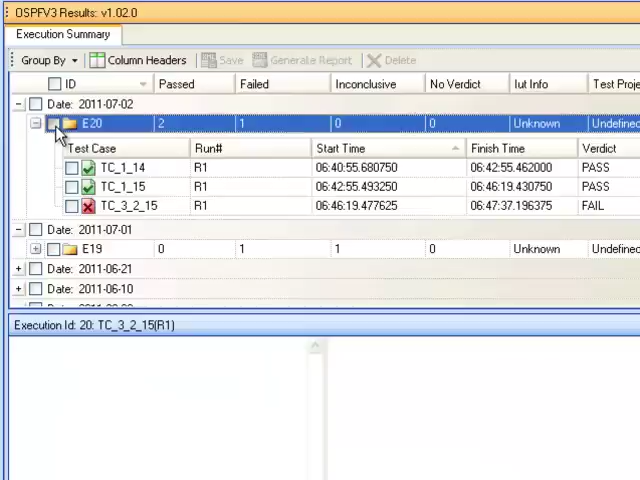 OSPFV3 Results: v1.02.0
Execution Summary
Group By Column Headers Save Generate Report Delete
ID Passed Failed Inconclusive No Verdict Iut Info Test Proje
Date: 2011-07-02
E20 2 1 0 0 Unknown Undefined
Test Case Run# Start Time Finish Time Verdict
TC_1_14 R1 06:40:55.680750 06:42:55.462000 PASS
TC_1_15 R1 06:42:55.493250 06:46:19.430750 PASS
TC_3_2_15 R1 06:46:19.477625 06:47:37.196375 FAIL
Date: 2011-07-01
E19 0 1 1 0 Unknown Undefined
Date: 2011-06-21
Date: 2011-06-10
Execution Id: 20: TC_3_2_15(R1)